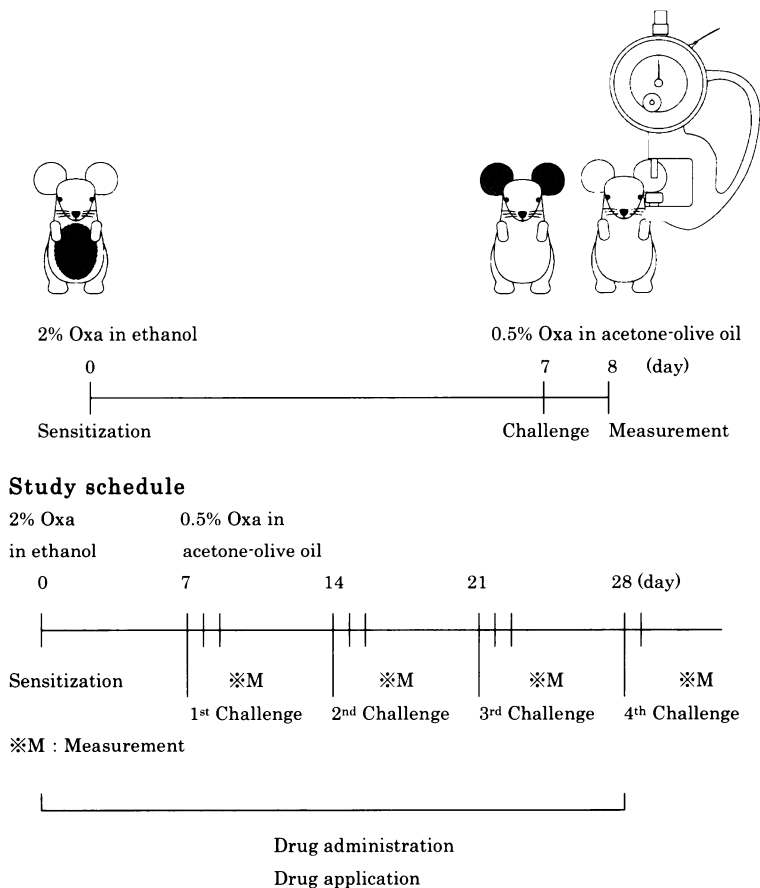 2% Oxa in ethanol
0.5% Oxa in acetone-olive oil
0 7 8 (day)
Sensitization Challenge Measurement
Study schedule
2% Oxa 0.5% Oxa in
in ethanol acetone-olive oil
0 7 14 21 28 (day)
Sensitization ※M ※M ※M ※M
1st Challenge 2nd Challenge 3rd Challenge 4th Challenge
※M : Measurement
Drug administration
Drug application